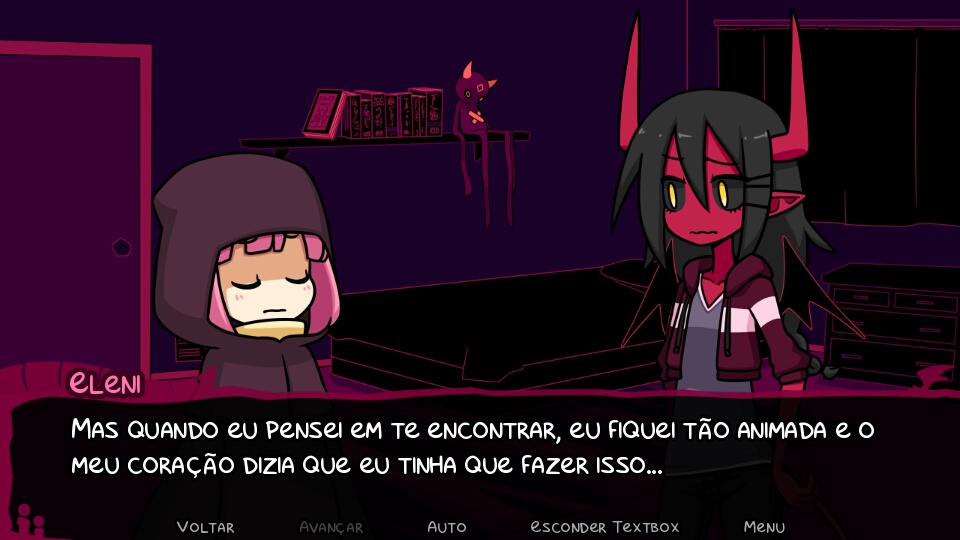 Eleni
Mas quando eu pensei em te encontrar, eu fiquei tão animada e o
meu coração dizia que eu tinha que fazer isso...
Voltar Avançar Auto Esconder Textbox Menu